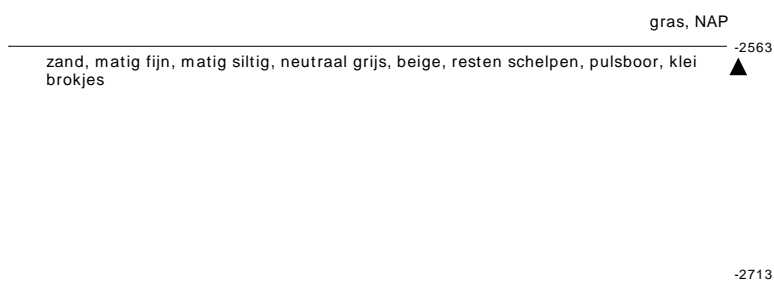 gras, NAP
-2563
zand, matig fijn, matig siltig, neutraal grijs, beige, resten schelpen, pulsboor, klei
brokjes
-2713